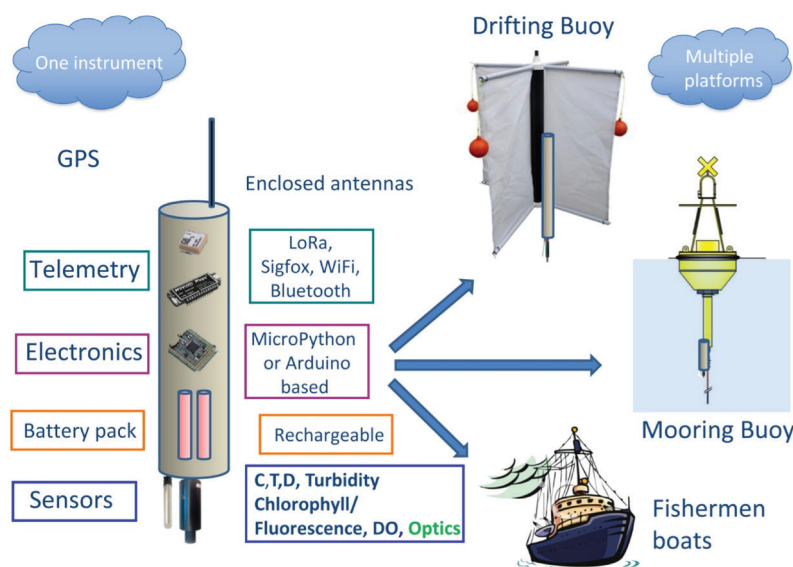 One instrument
Drifting Buoy
Multiple
platforms
GPS
Enclosed antennas
Telemetry
LoRa,
Sigfox, WiFi,
Bluetooth
Electronics
MicroPython
or Arduino
based
Battery pack
Rechargeable
Mooring Buoy
Sensors
C,T,D, Turbidity
Chlorophyll/
Fluorescence, DO, Optics
Fishermen
boats